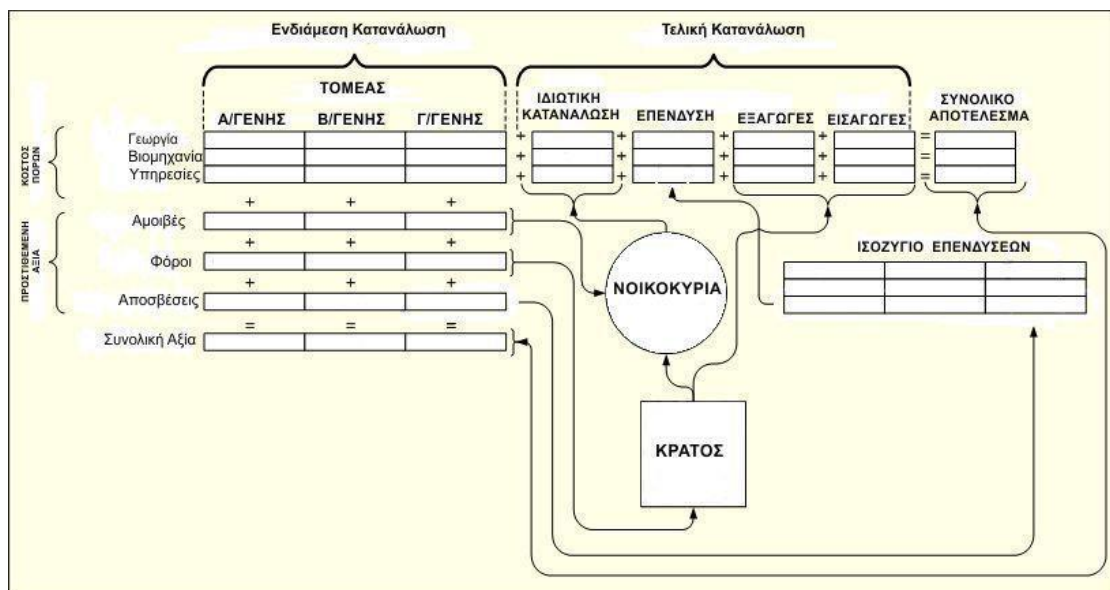 Ενδιάμεση Κατανάλωση Τελική Κατανάλωση
ΤΟΜΕΑΣ
Α/ΓΕΝΗΣ Β/ΓΕΝΗΣ Γ/ΓΕΝΗΣ
ΙΔΙΩΤΙΚΗ
ΚΑΤΑΝΑΛΩΣΗ
ΕΠΕΝΔΥΣΗ
ΕΞΑΓΩΓΕΣ
ΕΙΣΑΓΩΓΕΣ
ΣΥΝΟΛΙΚΟ
ΑΠΟΤΕΛΕΣΜΑ
ΚΟΣΤΟΣ
ΠΟΡΩΝ
Γεωργία + + + + =
Βιομηχανία + + + + =
Υπηρεσίες + + + + =
+ + +
ΠΡΟΣΤΙΘΕΜΕΝΗ
ΑΞΙΑ
Αμοιβές
+ + +
Φόροι
+ + +
Αποσβέσεις
= = =
Συνολική Αξία
ΝΟΙΚΟΚΥΡΙΑ
ΙΣΟΖΥΓΙΟ ΕΠΕΝΔΥΣΕΩΝ
ΚΡΑΤΟΣ